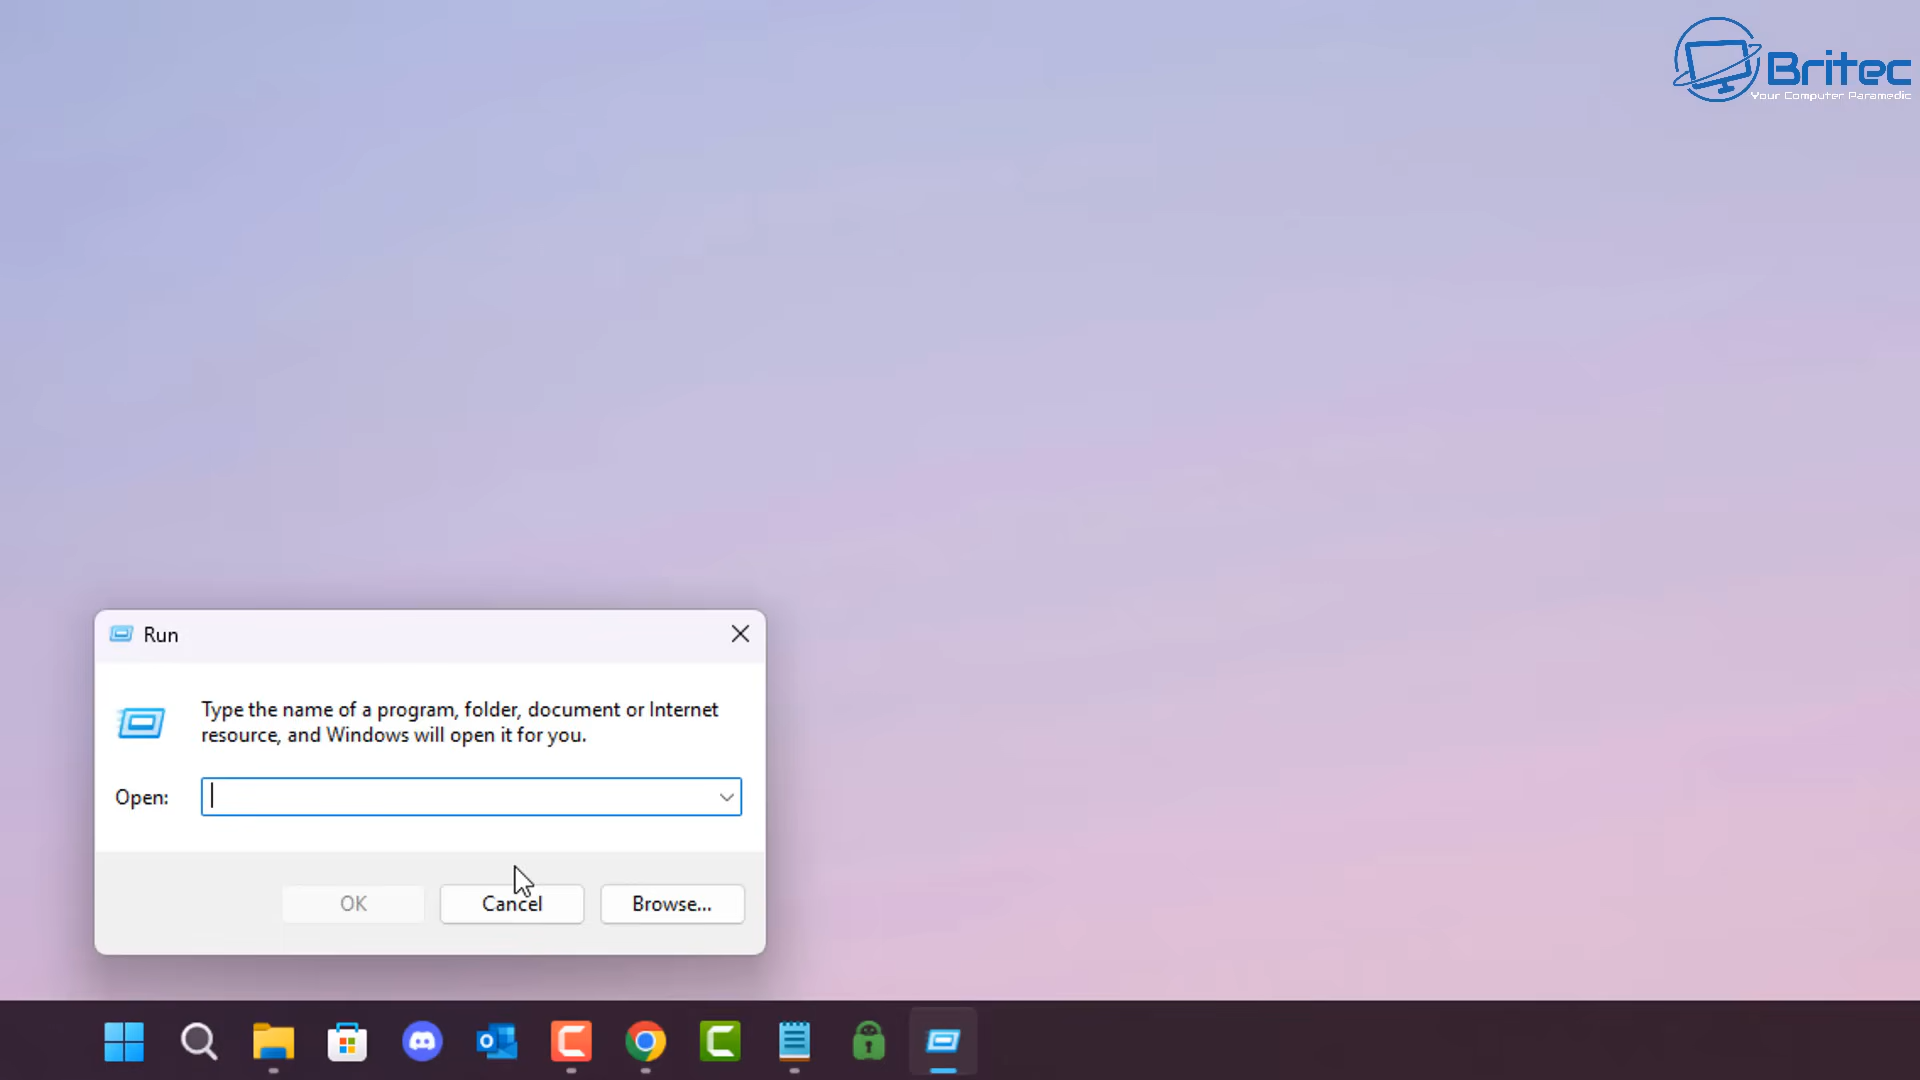 Britec
Your Computer Paramedic
Run
Type the name of a program, folder, document or Internet
resource, and Windows will open it for you.
Open:
OK
Cancel
Browse...